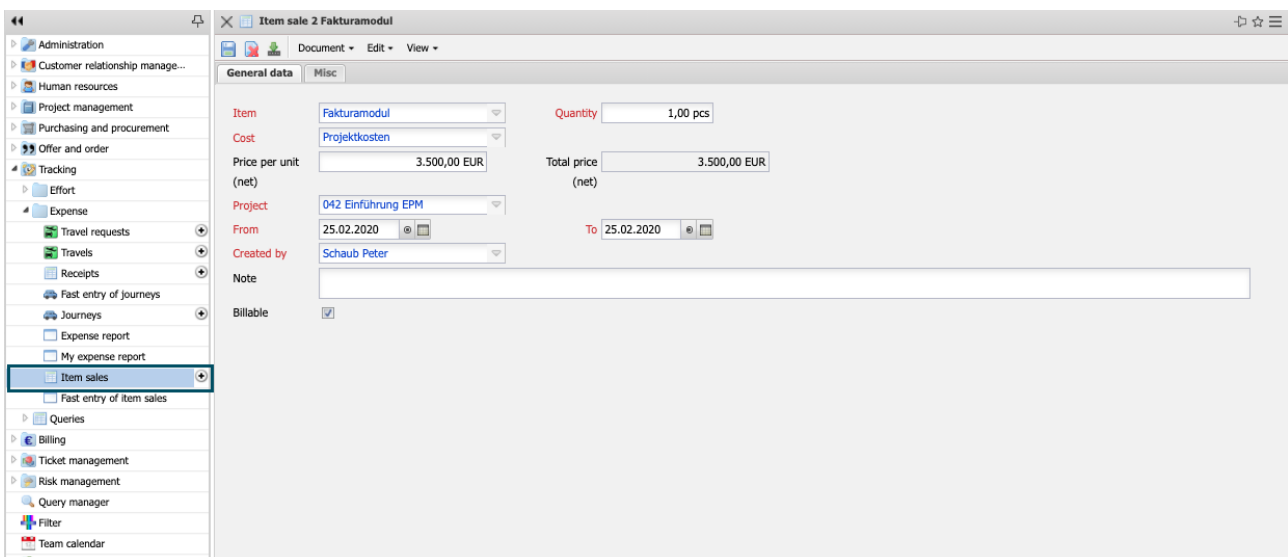 Item sale 2 Fakturamodul
Administration
Customer relationship manage...
Human resources
Project management
Purchasing and procurement
Offer and order
Tracking
Effort
Expense
Travel requests
Travels
Receipts
Fast entry of journeys
Journeys
Expense report
My expense report
Item sales
Fast entry of item sales
Queries
Billing
Ticket management
Risk management
Query manager
Filter
Team calendar
Document Edit View
General data Misc
Item Fakturamodul Quantity 1,00 pcs
Cost Projektkosten
Price per unit 3.500,00 EUR Total price 3.500,00 EUR
(net) (net)
Project 042 Einführung EPM
From 25.02.2020 To 25.02.2020
Created by Schaub Peter
Note
Billable